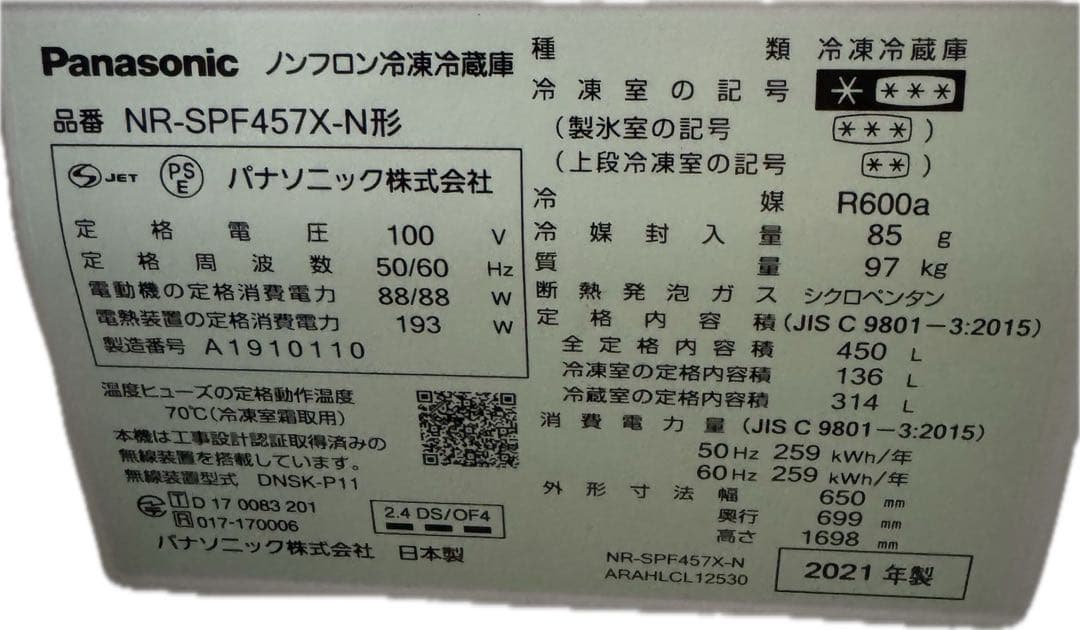 Panasonic ノンフロン冷凍冷蔵庫
品番 NR-SPF457X-N形
S JET PSE パナソニック株式会社
定格電圧 100 V
定格周波数 50/60 Hz
電動機の定格消費電力 88/88 W
電熱装置の定格消費電力 193 W
製造番号 A1910110
温度ヒューズの定格動作温度
70℃(冷凍室霜取用)
本機は工事設計認証取得済みの
無線装置を搭載しています。
無線装置型式 DNSK-P11
T D 17 0083 201
R 017-170006
2.4 DS/OF4
パナソニック株式会社 日本製
種類 冷凍冷蔵庫
冷凍室の記号 * ***
(製氷室の記号 *** )
(上段冷凍室の記号 ** )
冷媒 R600a
冷媒封入量 85 g
質量 97 kg
断熱発泡ガス シクロペンタン
定格内容積(JIS C 9801-3:2015)
全定格内容積 450 L
冷凍室の定格内容積 136 L
冷蔵室の定格内容積 314 L
消費電力量(JIS C 9801-3:2015)
50Hz 259 kWh/年
60Hz 259 kWh/年
外形寸法 幅 650 mm
奥行 699 mm
高さ 1698 mm
NR-SPF457X-N
ARAHLCL12530
2021年製